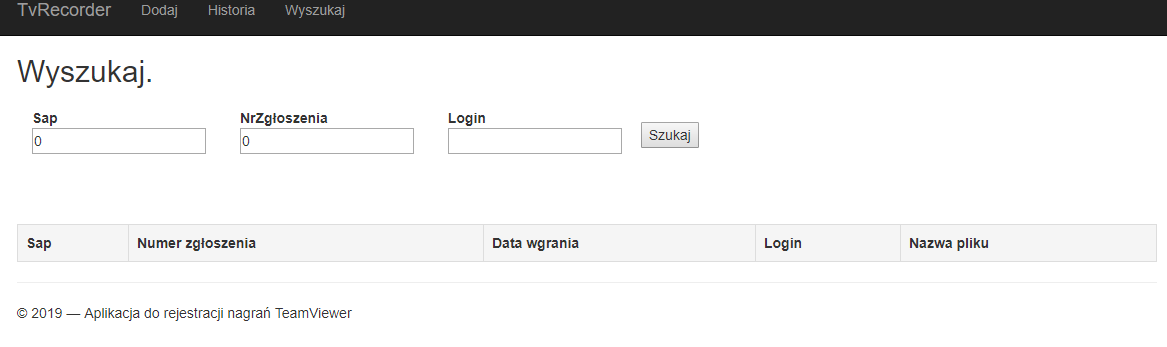 TvRecorder Dodaj Historia Wyszukaj
Wyszukaj.
Sap NrZgłoszenia Login
0 0 Szukaj
Sap Numer zgłoszenia Data wgrania Login Nazwa pliku
© 2019 — Aplikacja do rejestracji nagrań TeamViewer